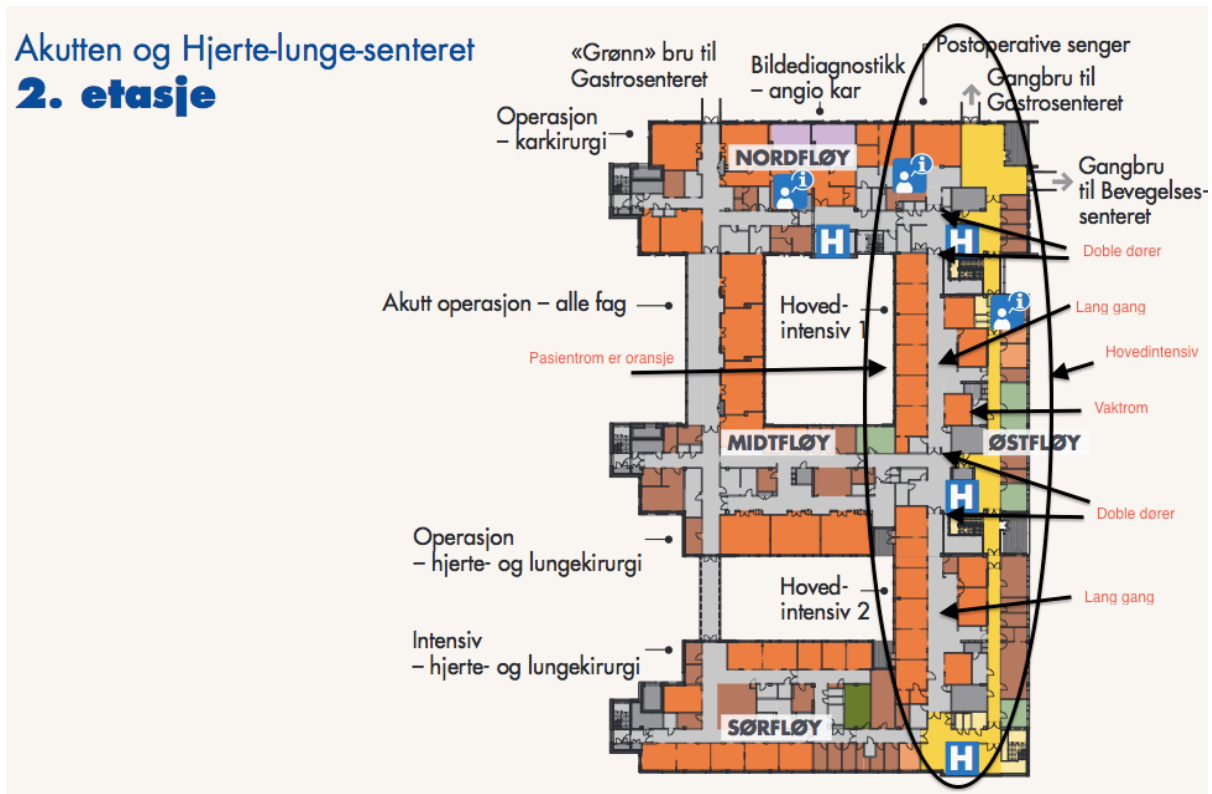 Akutten og Hjerte-lunge-senteret
2. etasje
«Grønn» bru til
Gastrosenteret
Bildediagnostikk
– angio kar
Postoperative senger
Gangbru til
Gastrosenteret
Operasjon
– karkirurgi
NORDFLØY
i
i
Gangbru
til Bevegelses-
senteret
H
H
Doble dører
Akutt operasjon – alle fag
Hoved-
intensiv 1
i
Lang gang
Pasientrom er oransje
Hovedintensiv
Vaktrom
MIDTFLØY
ØSTFLØY
H
Doble dører
Operasjon
– hjerte- og lungekirurgi
Hoved-
intensiv 2
Lang gang
Intensiv
– hjerte- og lungekirurgi
SØRFLØY
H